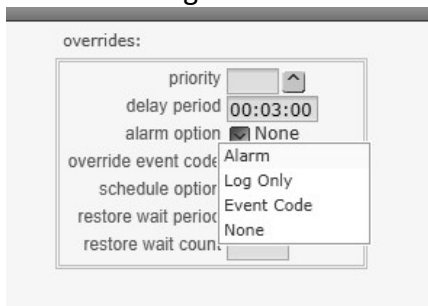 overrides:
priority
delay period 00:03:00
alarm option None
override event code
Alarm
schedule option
Log Only
Event Code
restore wait period
None
restore wait count